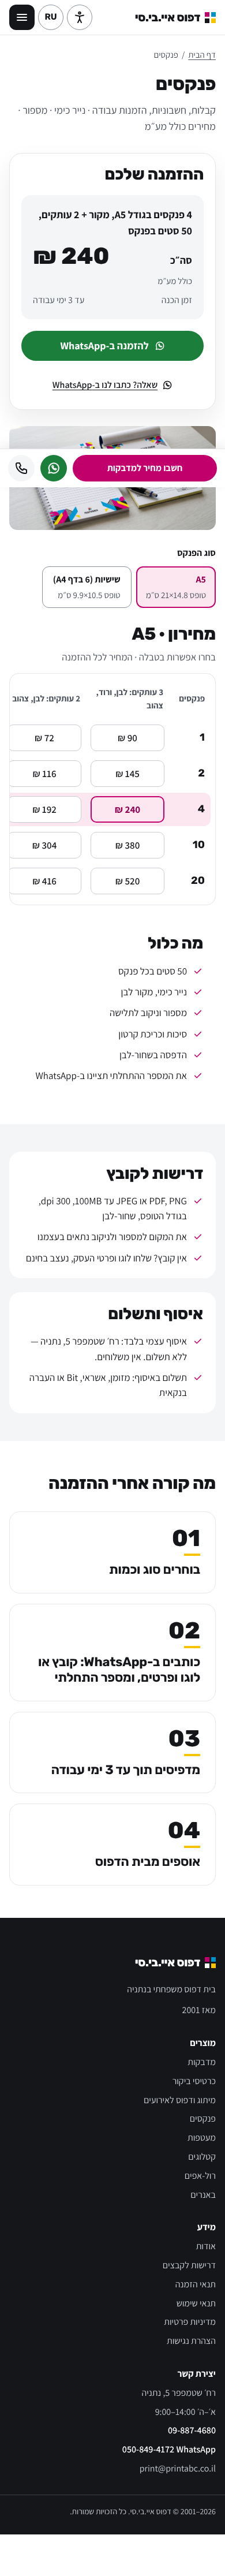 דפוס איי.בי.סי
RU
דף הבית / פנקסים
פנקסים
קבלות, חשבוניות, הזמנות עבודה · נייר כימי · מספור ·
מחירים כולל מע״מ
ההזמנה שלכם
4 פנקסים בגודל A5, מקור + 2 עותקים,
50 סטים בפנקס
סה״כ 240 ₪
כולל מע״מ
זמן הכנה עד 3 ימי עבודה
להזמנה ב-WhatsApp
שאלה? כתבו לנו ב-WhatsApp
חשבו מחיר למדבקות
סוג הפנקס
A5
טופס 14.8×21 ס״מ
שישיות (6 בדף A4)
טופס 10.5×9.9 ס״מ
מחירון · A5
בחרו אפשרות בטבלה · המחיר לכל ההזמנה
פנקסים 3 עותקים: לבן, ורוד, 2 עותקים: לבן, צהוב
צהוב
1 90 ₪ 72 ₪
2 145 ₪ 116 ₪
4 240 ₪ 192 ₪
10 380 ₪ 304 ₪
20 520 ₪ 416 ₪
מה כלול
50 סטים בכל פנקס
נייר כימי, מקור לבן
מספור וניקוב לתלישה
סיכות וכריכת קרטון
הדפסה בשחור-לבן
את המספר ההתחלתי תציינו ב-WhatsApp
דרישות לקובץ
PDF, PNG או JPEG עד 100MB, 300 dpi,
בגודל הטופס, שחור-לבן
את המקום למספור ולניקוב נתאים בעצמנו
אין קובץ? שלחו לוגו ופרטי העסק, נעצב בחינם
איסוף ותשלום
איסוף עצמי בלבד: רח׳ שטמפפר 5, נתניה —
ללא תשלום. אין משלוחים.
תשלום באיסוף: מזומן, אשראי, Bit או העברה
בנקאית
מה קורה אחרי ההזמנה
01
בוחרים סוג וכמות
02
כותבים ב-WhatsApp: קובץ או
לוגו ופרטים, ומספר התחלתי
03
מדפיסים תוך עד 3 ימי עבודה
04
אוספים מבית הדפוס
דפוס איי.בי.סי
בית דפוס משפחתי בנתניה
מאז 2001
מוצרים
מדבקות
כרטיסי ביקור
מיתוג ודפוס לאירועים
פנקסים
מעטפות
קטלוגים
רול-אפים
באנרים
מידע
אודות
דרישות לקבצים
תנאי הזמנה
תנאי שימוש
מדיניות פרטיות
הצהרת נגישות
יצירת קשר
רח׳ שטמפפר 5, נתניה
א׳–ה׳ 9:00–14:00
09-887-4680
WhatsApp 050-849-4172
print@printabc.co.il
2001–2026 © דפוס איי.בי.סי. כל הזכויות שמורות.